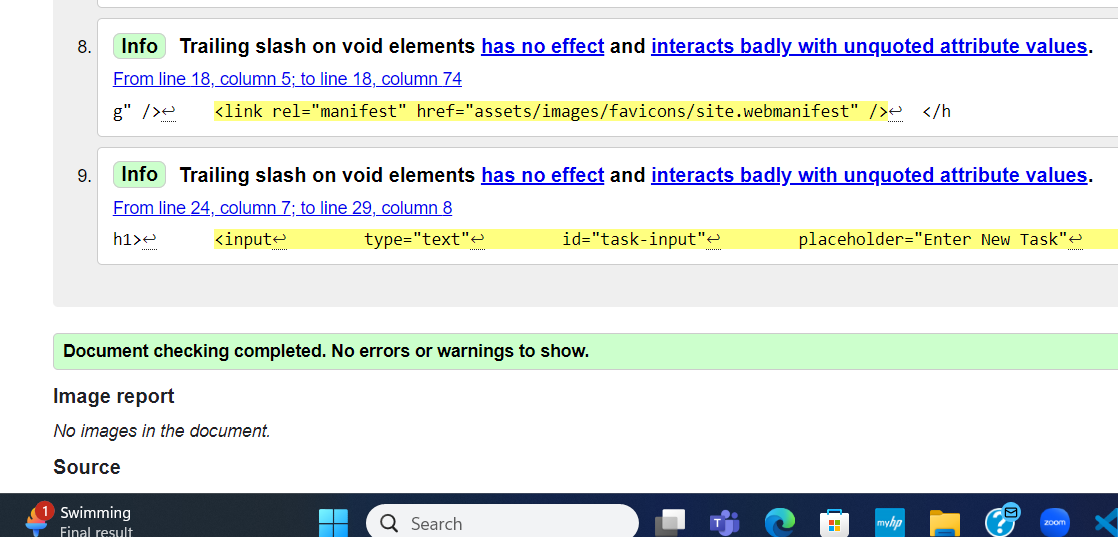 8. Info Trailing slash on void elements has no effect and interacts badly with unquoted attribute values.
From line 18, column 5; to line 18, column 74
g" />↩ <link rel="manifest" href="assets/images/favicons/site.webmanifest" />↩ </h
9. Info Trailing slash on void elements has no effect and interacts badly with unquoted attribute values.
From line 24, column 7; to line 29, column 8
h1>↩ <input↩ type="text"↩ id="task-input"↩ placeholder="Enter New Task"↩
Document checking completed. No errors or warnings to show.
Image report
No images in the document.
Source
1 Swimming
Final result
Search
T
myhp
?
zoom